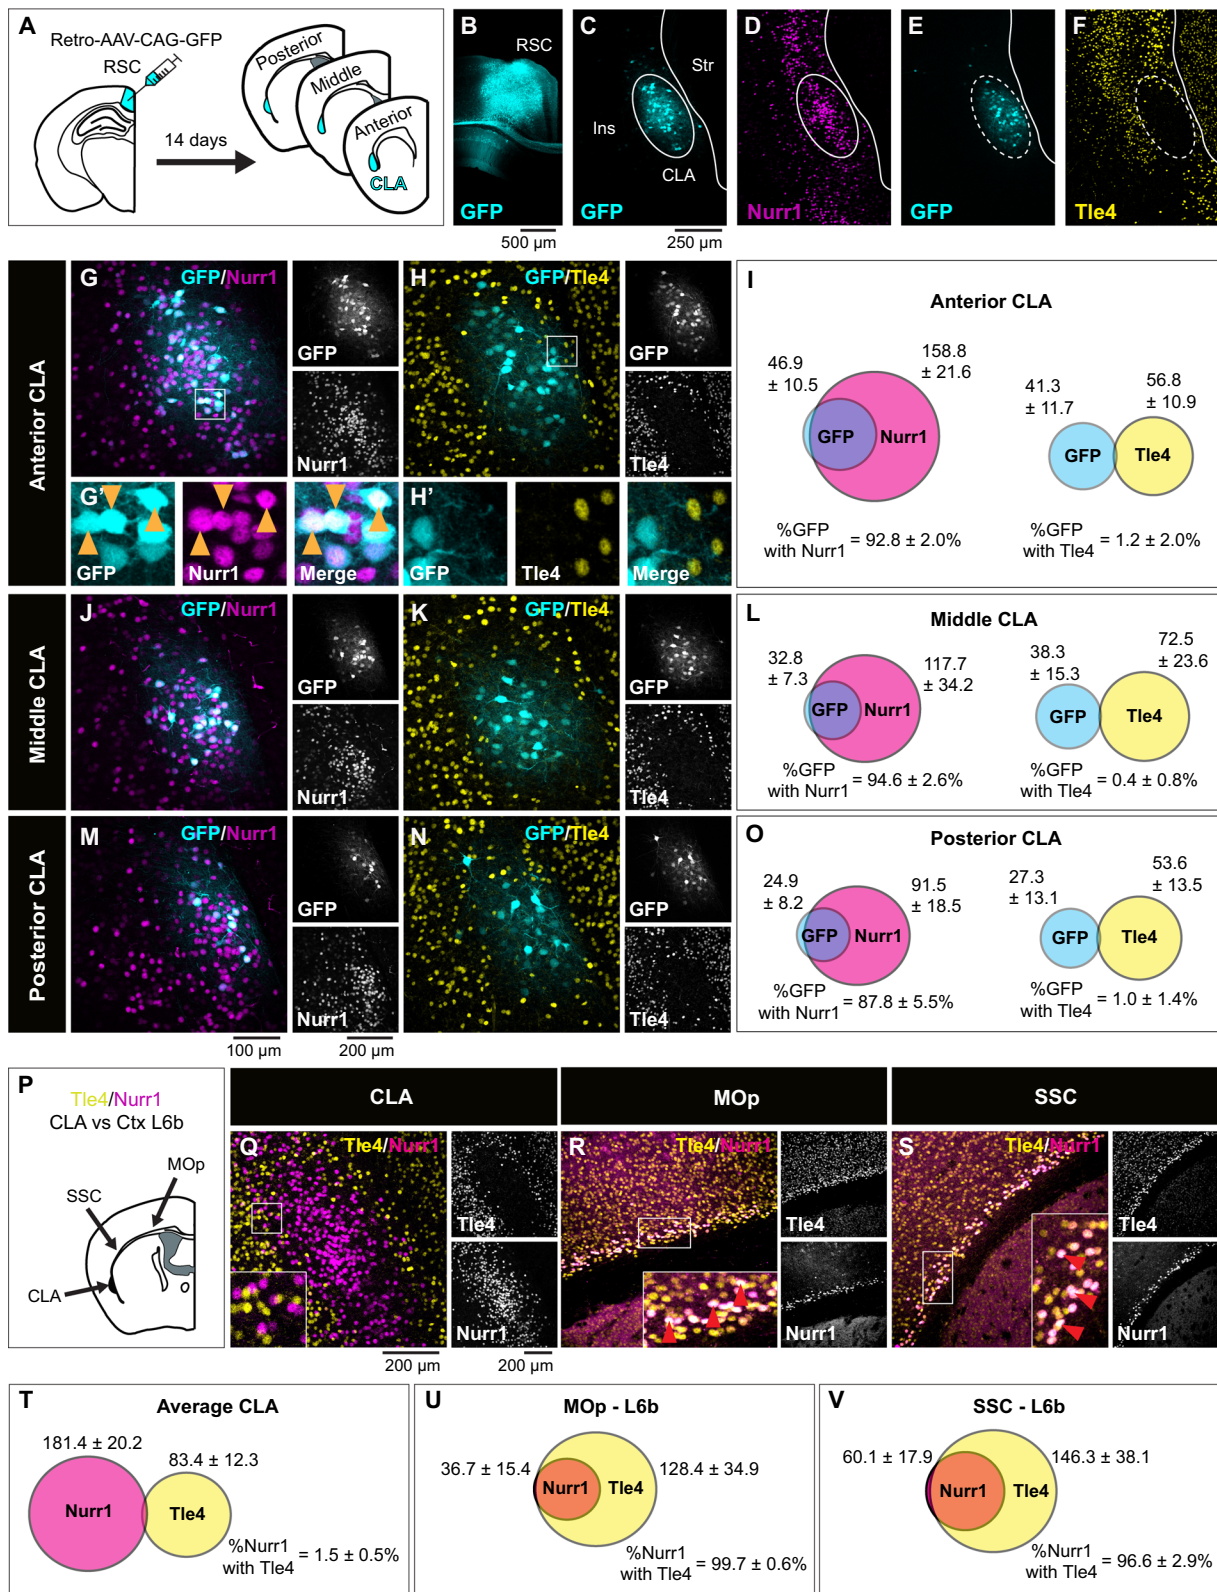 A
Retro-AAV-CAG-GFP
RSC
14 days
Posterior
Middle
Anterior
CLA
B
RSC
GFP
500 µm
C
Str
Ins
CLA
GFP
250 µm
D
Nurr1
E
GFP
F
Tle4
Anterior CLA
G
GFP/Nurr1
GFP
Nurr1
H
GFP/Tle4
GFP
Tle4
G'
GFP
Nurr1
Merge
H'
GFP
Tle4
Merge
I
Anterior CLA
46.9
± 10.5
158.8
± 21.6
GFP
Nurr1
%GFP
with Nurr1 = 92.8 ± 2.0%
41.3
± 11.7
56.8
± 10.9
GFP
Tle4
%GFP
with Tle4 = 1.2 ± 2.0%
Middle CLA
J
GFP/Nurr1
GFP
Nurr1
K
GFP/Tle4
GFP
Tle4
L
Middle CLA
32.8
± 7.3
117.7
± 34.2
GFP
Nurr1
%GFP
with Nurr1 = 94.6 ± 2.6%
38.3
± 15.3
72.5
± 23.6
GFP
Tle4
%GFP
with Tle4 = 0.4 ± 0.8%
Posterior CLA
M
GFP/Nurr1
GFP
Nurr1
100 µm
200 µm
N
GFP/Tle4
GFP
Tle4
O
Posterior CLA
24.9
± 8.2
91.5
± 18.5
GFP
Nurr1
%GFP
with Nurr1 = 87.8 ± 5.5%
27.3
± 13.1
53.6
± 13.5
GFP
Tle4
%GFP
with Tle4 = 1.0 ± 1.4%
P
Tle4/Nurr1
CLA vs Ctx L6b
MOp
SSC
CLA
CLA
Q
Tle4/Nurr1
Tle4
Nurr1
200 µm
200 µm
MOp
R
Tle4/Nurr1
Tle4
Nurr1
SSC
S
Tle4/Nurr1
Tle4
Nurr1
T
Average CLA
181.4 ± 20.2
83.4 ± 12.3
Nurr1
Tle4
%Nurr1
with Tle4 = 1.5 ± 0.5%
U
MOp - L6b
36.7 ± 15.4
128.4 ± 34.9
Nurr1
Tle4
%Nurr1
with Tle4 = 99.7 ± 0.6%
V
SSC - L6b
60.1 ± 17.9
146.3 ± 38.1
Nurr1
Tle4
%Nurr1
with Tle4 = 96.6 ± 2.9%